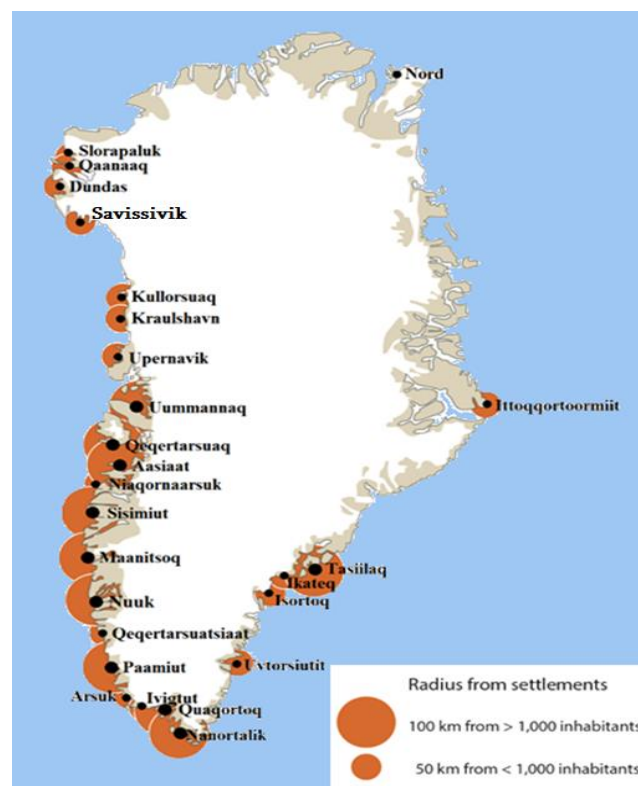 Nord
Slorapaluk
Qaanaaq
Dundas
Savissivik
Kullorsuaq
Kraulshavn
Upernavik
Uummannaq
Ittoqqortoormiit
Qeqertarsuaq
Aasiaat
Niaqornaarsuk
Sisimiut
Maanitsoq
Tasiilaq
Ikateq
Isortoq
Nuuk
Qeqertarsuatsiaat
Uvtorsiutit
Paamiut
Arsuk
Ivigtut
Quaqortoq
Nanortalik
Radius from settlements
100 km from > 1,000 inhabitants
50 km from < 1,000 inhabitants